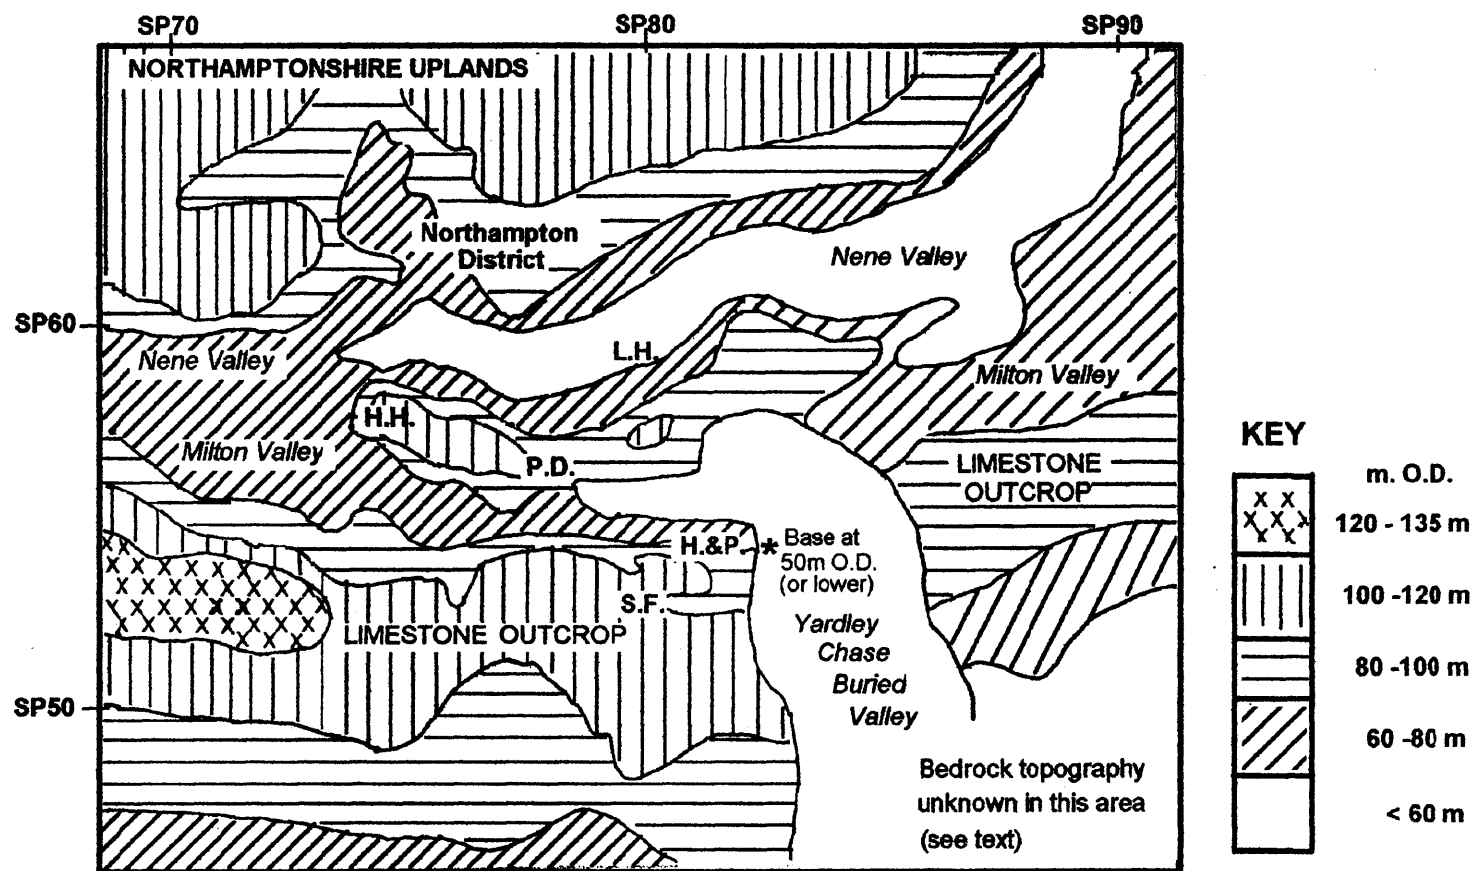 SP70 SP80 SP90
NORTHAMPTONSHIRE UPLANDS
Northampton
District
Nene Valley
SP60
Nene Valley
L.H.
Milton Valley
H.H.
Milton Valley
P.D.
LIMESTONE
OUTCROP
H.&P. * Base at
50m O.D.
(or lower)
S.F.
LIMESTONE OUTCROP
Yardley
Chase
Buried
Valley
SP50
Bedrock topography
unknown in this area
(see text)
KEY
m. O.D.
120 - 135 m
100 -120 m
80 -100 m
60 -80 m
< 60 m